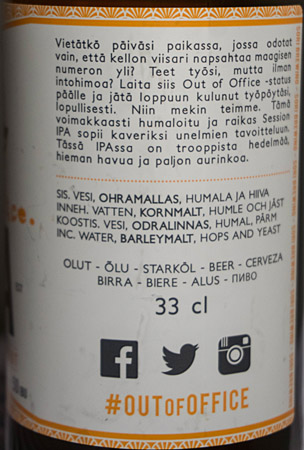 Vietätkö päiväsi paikassa, jossa odotat
vain, että kellon viisari napsahtaa maagisen
numeron yli? Teet työsi, mutta ilman
intohimoa? Laita siis Out of Office -status
päälle ja jätä loppuun kulunut työpöytäsi,
lopullisesti. Niin mekin teimme. Tämä
voimakkaasti humaloitu ja raikas Session
IPA sopii kaveriksi unelmien tavoitteluun.
Tässä IPAssa on trooppista hedelmää,
hieman havua ja paljon aurinkoa.
SIS. VESI, OHRAMALLAS, HUMALA JA HIIVA
INNEH. VATTEN, KORNMALT, HUMLE OCH JÄST
KOOSTIS. VESI, ODRALINNAS, HUMAL, PÄRM
INC. WATER, BARLEYMALT, HOPS AND YEAST
OLUT - ÕLU - STARKÖL - BEER - CERVEZA
BIRRA - BIERE - ALUS - ПИВО
33 cl
#OUTOFOFFICE